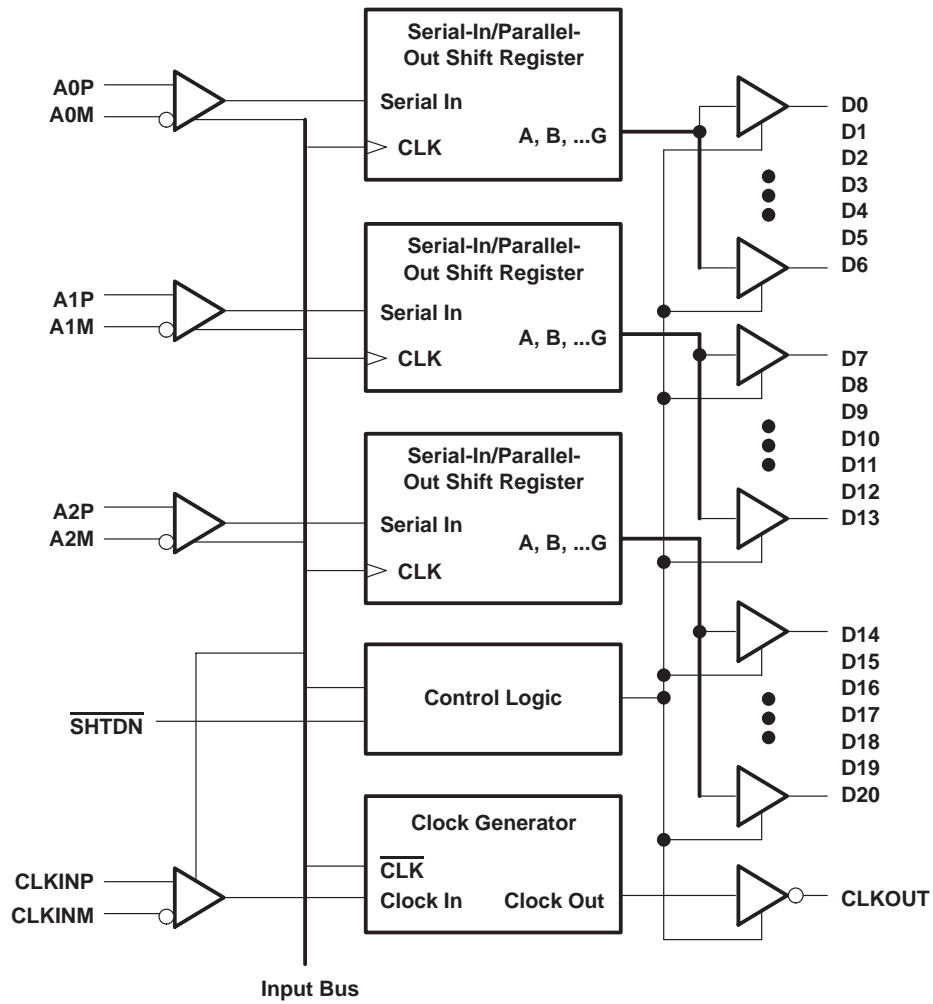 Serial-In/Parallel-
Out Shift Register
A0P
A0M
Serial In
CLK
A, B, ...G
D0
D1
D2
D3
D4
D5
D6
Serial-In/Parallel-
Out Shift Register
A1P
A1M
Serial In
CLK
A, B, ...G
D7
D8
D9
D10
D11
D12
D13
Serial-In/Parallel-
Out Shift Register
A2P
A2M
Serial In
CLK
A, B, ...G
D14
D15
D16
D17
D18
D19
D20
SHTDN
Control Logic
Clock Generator
CLKINP
CLKINM
CLK
Clock In
Clock Out
CLKOUT
Input Bus